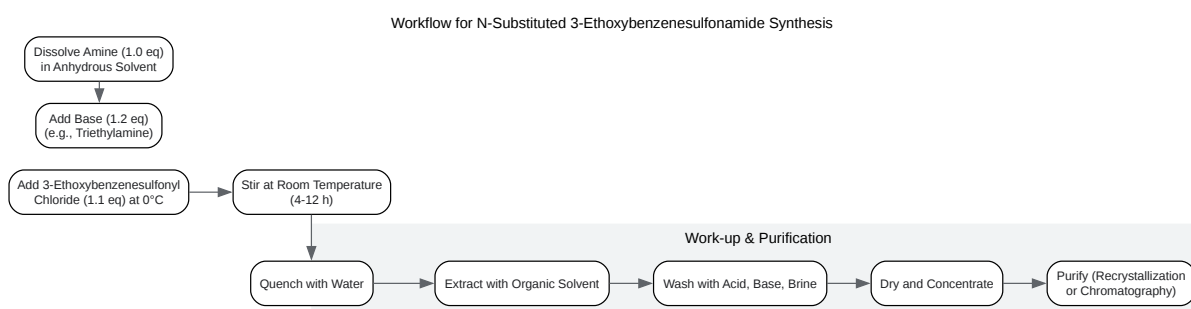 Workflow for N-Substituted 3-Ethoxybenzenesulfonamide Synthesis
Dissolve Amine (1.0 eq)
in Anhydrous Solvent
Add Base (1.2 eq)
(e.g., Triethylamine)
Add 3-Ethoxybenzenesulfonyl
Chloride (1.1 eq) at 0°C
Stir at Room Temperature
(4-12 h)
Work-up & Purification
Quench with Water
Extract with Organic Solvent
Wash with Acid, Base, Brine
Dry and Concentrate
Purify (Recrystallization
or Chromatography)